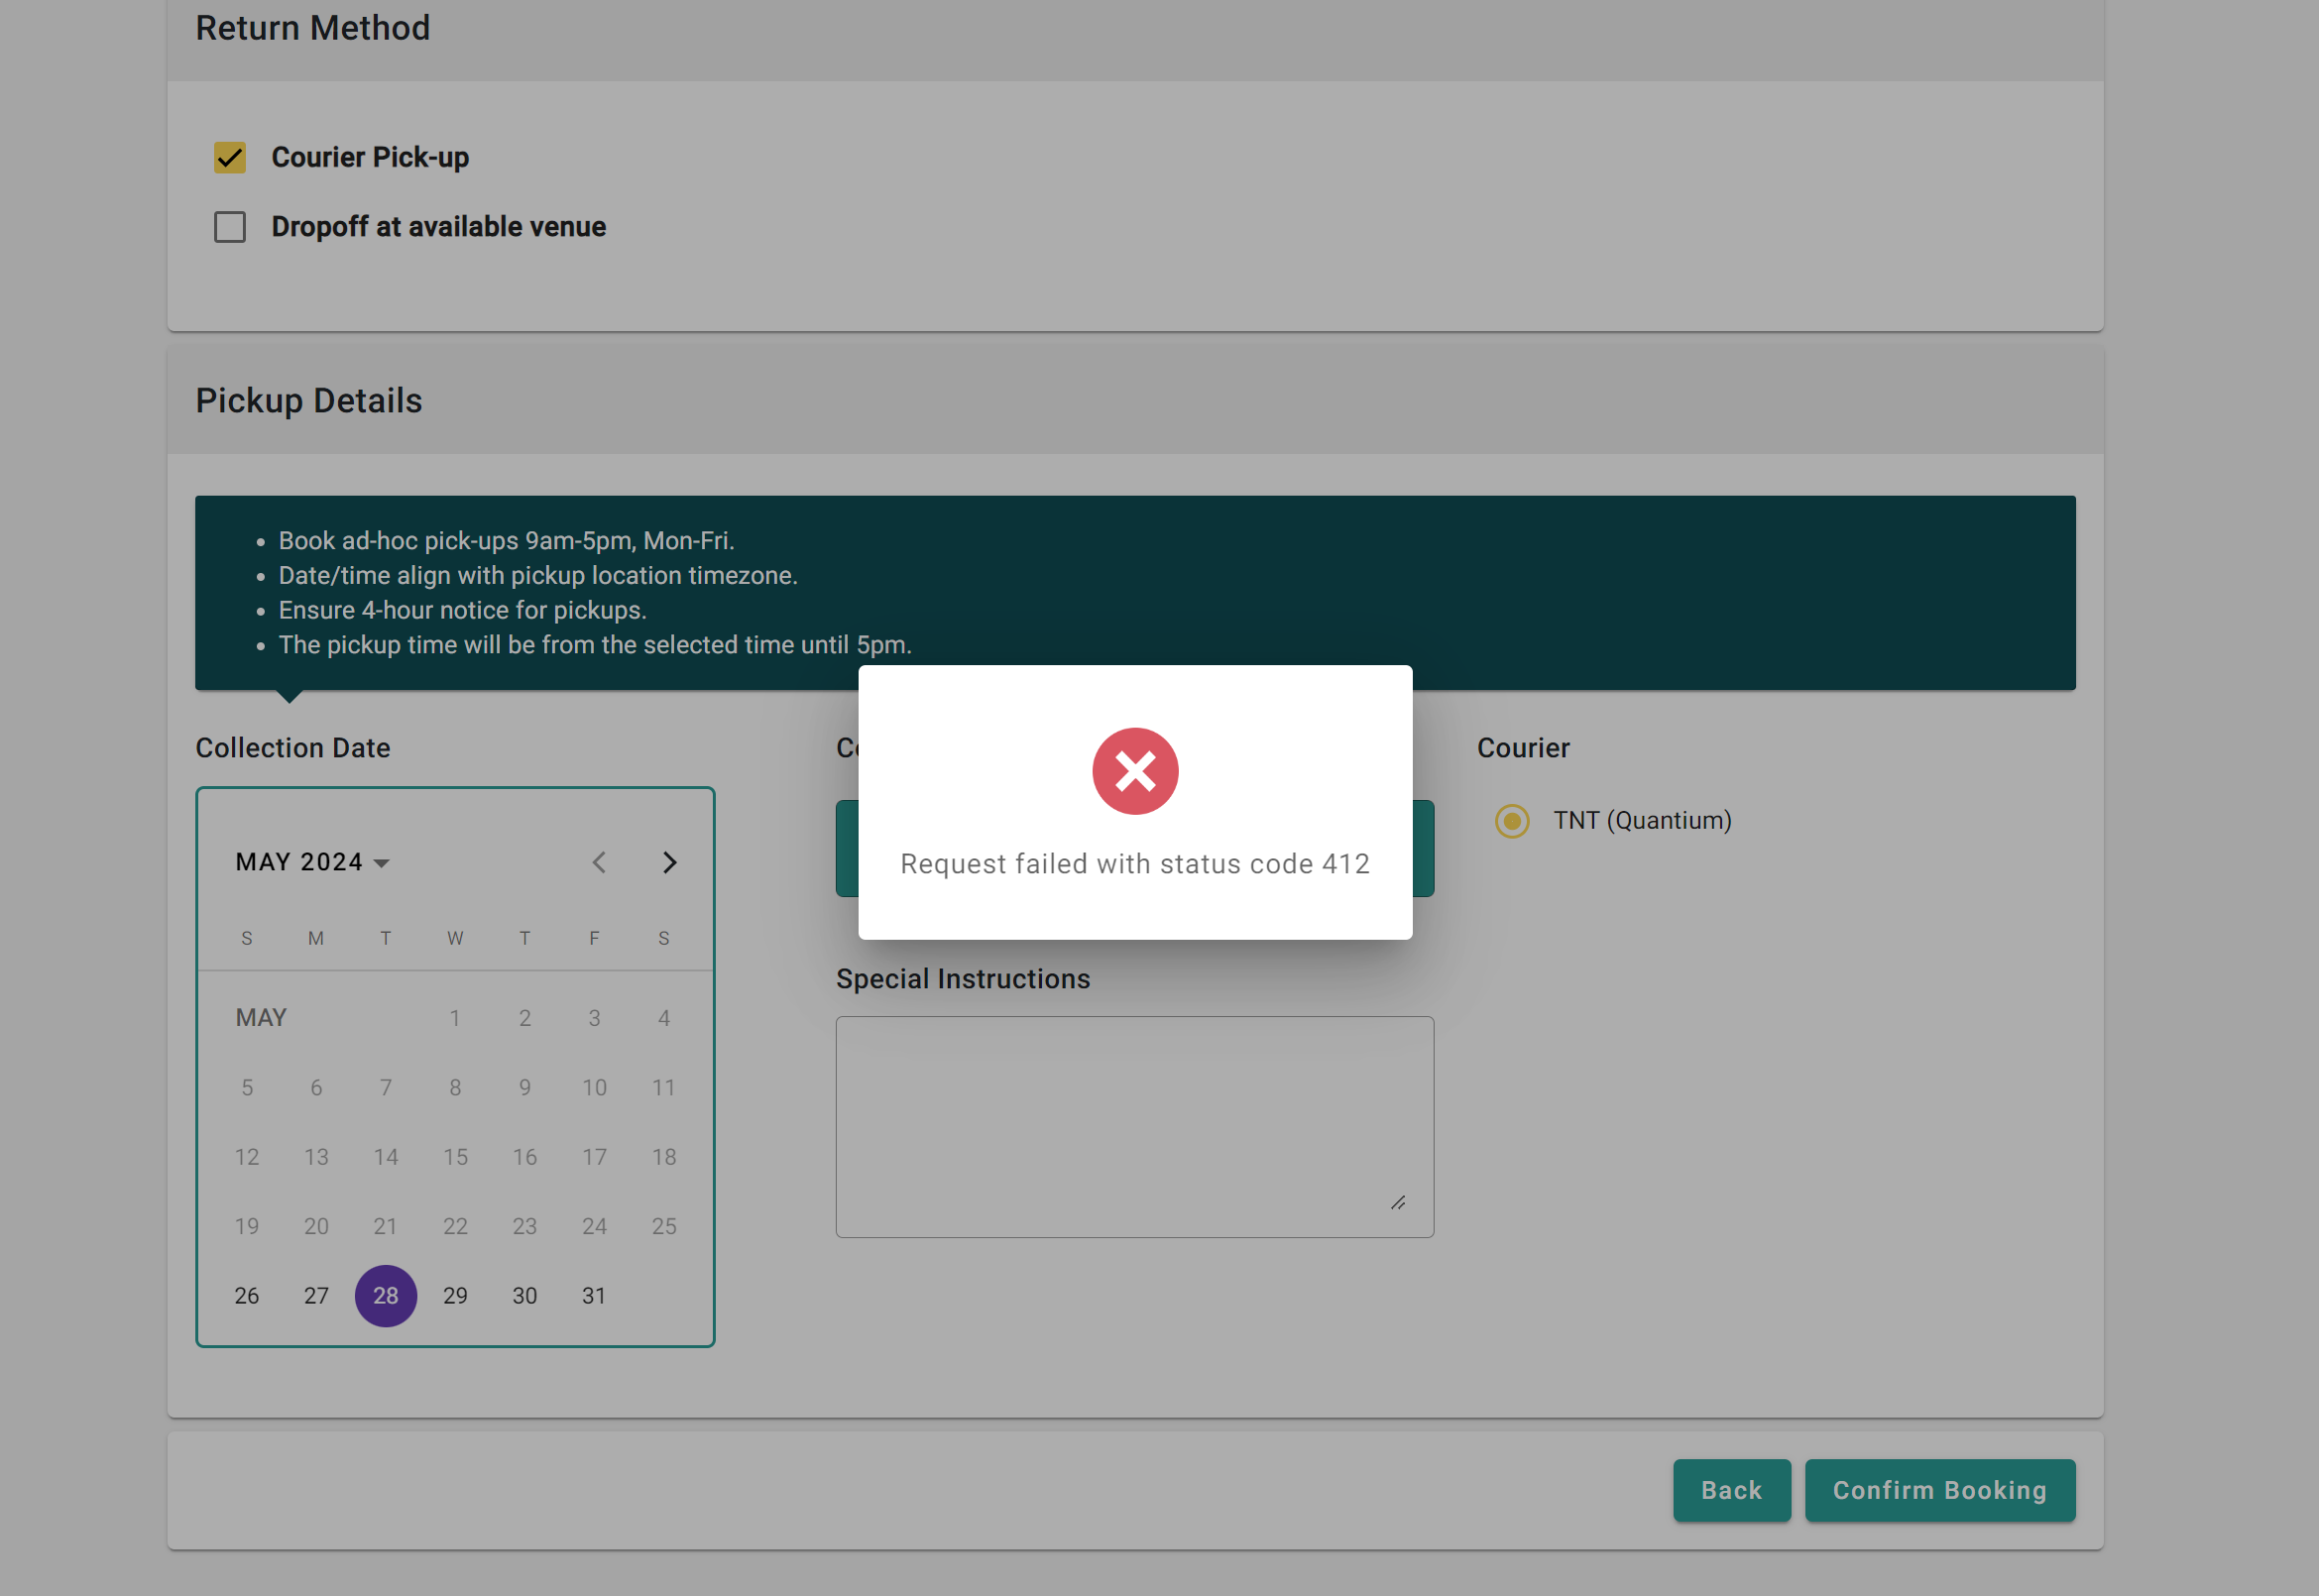 Return Method
Courier Pick-up
Dropoff at available venue
Pickup Details
Book ad-hoc pick-ups 9am-5pm, Mon-Fri.
Date/time align with pickup location timezone.
Ensure 4-hour notice for pickups.
The pickup time will be from the selected time until 5pm.
Collection Date
Courier
TNT (Quantium)
Request failed with status code 412
MAY 2024
S M T W T F S
MAY 1 2 3 4
5 6 7 8 9 10 11
12 13 14 15 16 17 18
19 20 21 22 23 24 25
26 27 28 29 30 31
Special Instructions
Back
Confirm Booking